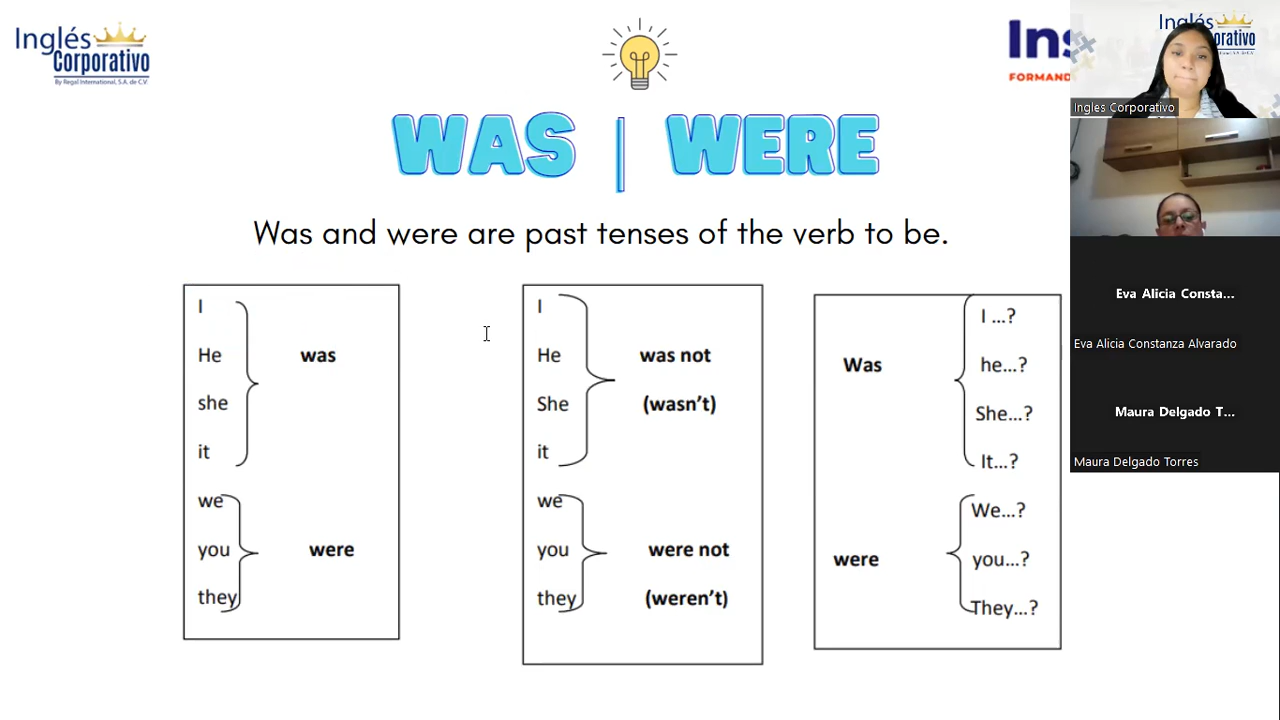 Inglés
Corporativo
By Regal International, S.A. de C.V.
WAS | WERE
Was and were are past tenses of the verb to be.
I
He
was
she
it
we
you
were
they
I
He
was not
She
(wasn't)
it
we
you
were not
they
(weren't)
I ...?
Was
he...?
She...?
It...?
We...?
were
you...?
They...?
Ins
FORMAND
Inglés
orativo
Ingles Corporativo
Eva Alicia Consta...
Eva Alicia Constanza Alvarado
Maura Delgado T...
Maura Delgado Torres